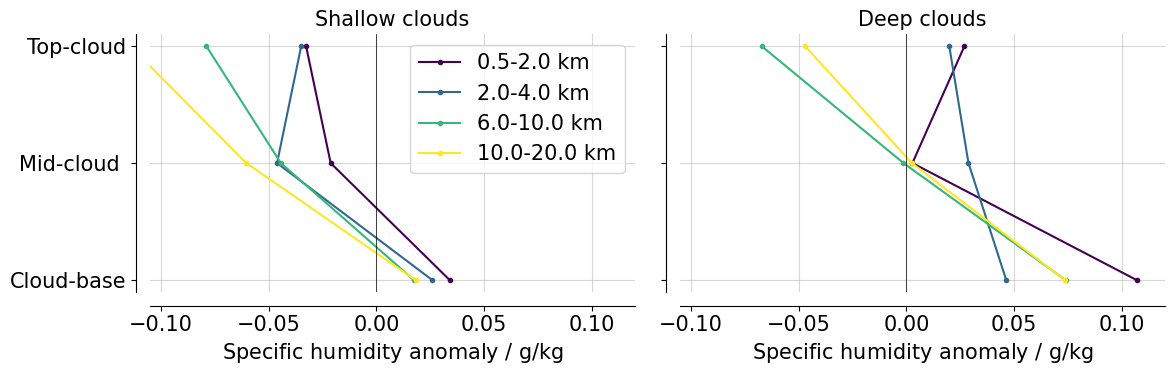 Shallow clouds
Deep clouds
Top-cloud
Mid-cloud
Cloud-base
0.5-2.0 km
2.0-4.0 km
6.0-10.0 km
10.0-20.0 km
−0.10 −0.05 0.00 0.05 0.10
−0.10 −0.05 0.00 0.05 0.10
Specific humidity anomaly / g/kg
Specific humidity anomaly / g/kg